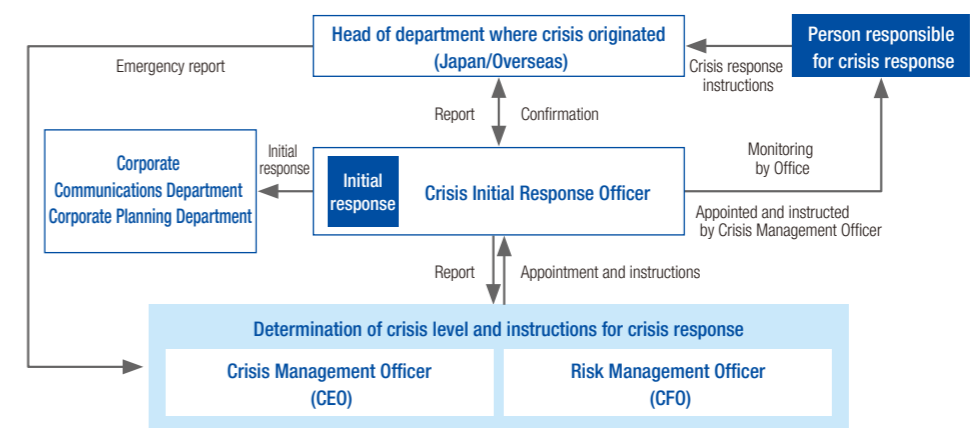 Head of department where crisis originated
(Japan/Overseas)
Person responsible
for crisis response
Emergency report
Crisis response
instructions
Report
Confirmation
Corporate
Communications Department
Corporate Planning Department
Initial
response
Initial
response
Crisis Initial Response Officer
Monitoring
by Office
Appointed and instructed
by Crisis Management Officer
Report
Appointment and instructions
Determination of crisis level and instructions for crisis response
Crisis Management Officer
(CEO)
Risk Management Officer
(CFO)